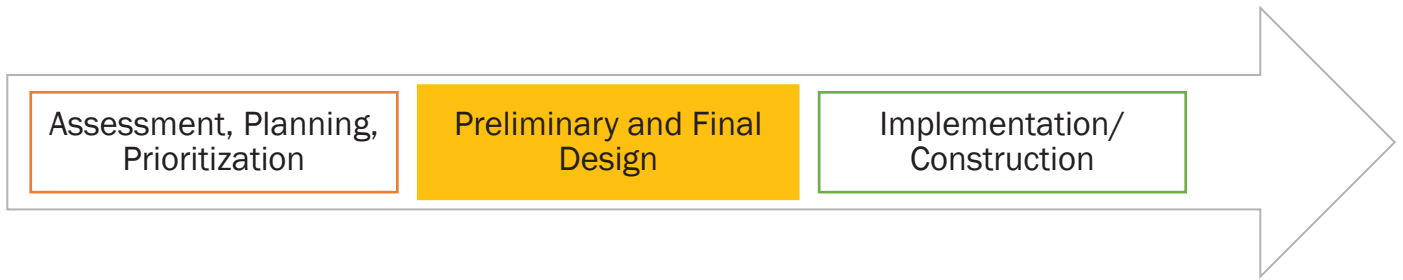 Assessment, Planning,
Prioritization
Preliminary and Final
Design
Implementation/
Construction